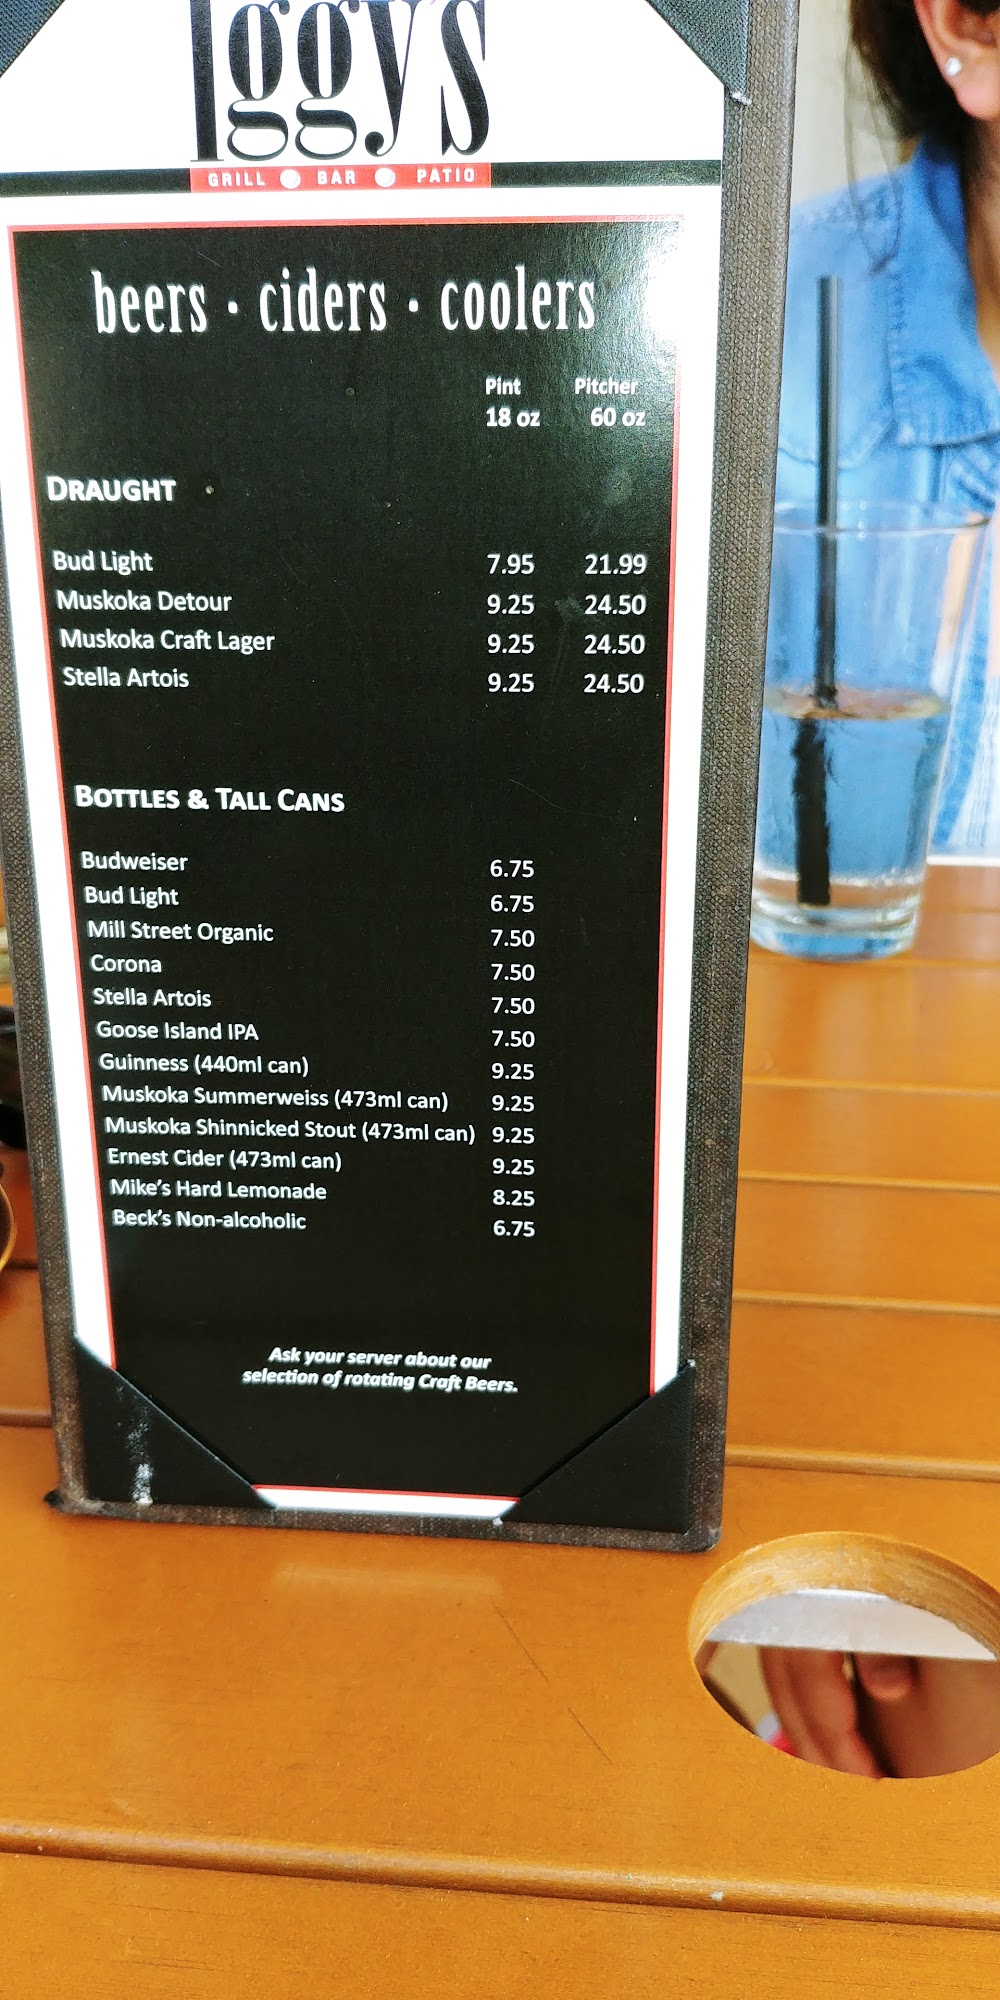 Iggy's
GRILL BAR PATIO
beers · ciders · coolers
Pint Pitcher
18 oz 60 oz
DRAUGHT
Bud Light 7.95 21.99
Muskoka Detour 9.25 24.50
Muskoka Craft Lager 9.25 24.50
Stella Artois 9.25 24.50
BOTTLES & TALL CANS
Budweiser 6.75
Bud Light 6.75
Mill Street Organic 7.50
Corona 7.50
Stella Artois 7.50
Goose Island IPA 7.50
Guinness (440ml can) 9.25
Muskoka Summerweiss (473ml can) 9.25
Muskoka Shinnicked Stout (473ml can) 9.25
Ernest Cider (473ml can) 9.25
Mike's Hard Lemonade 8.25
Beck's Non-alcoholic 6.75
Ask your server about our
selection of rotating Craft Beers.